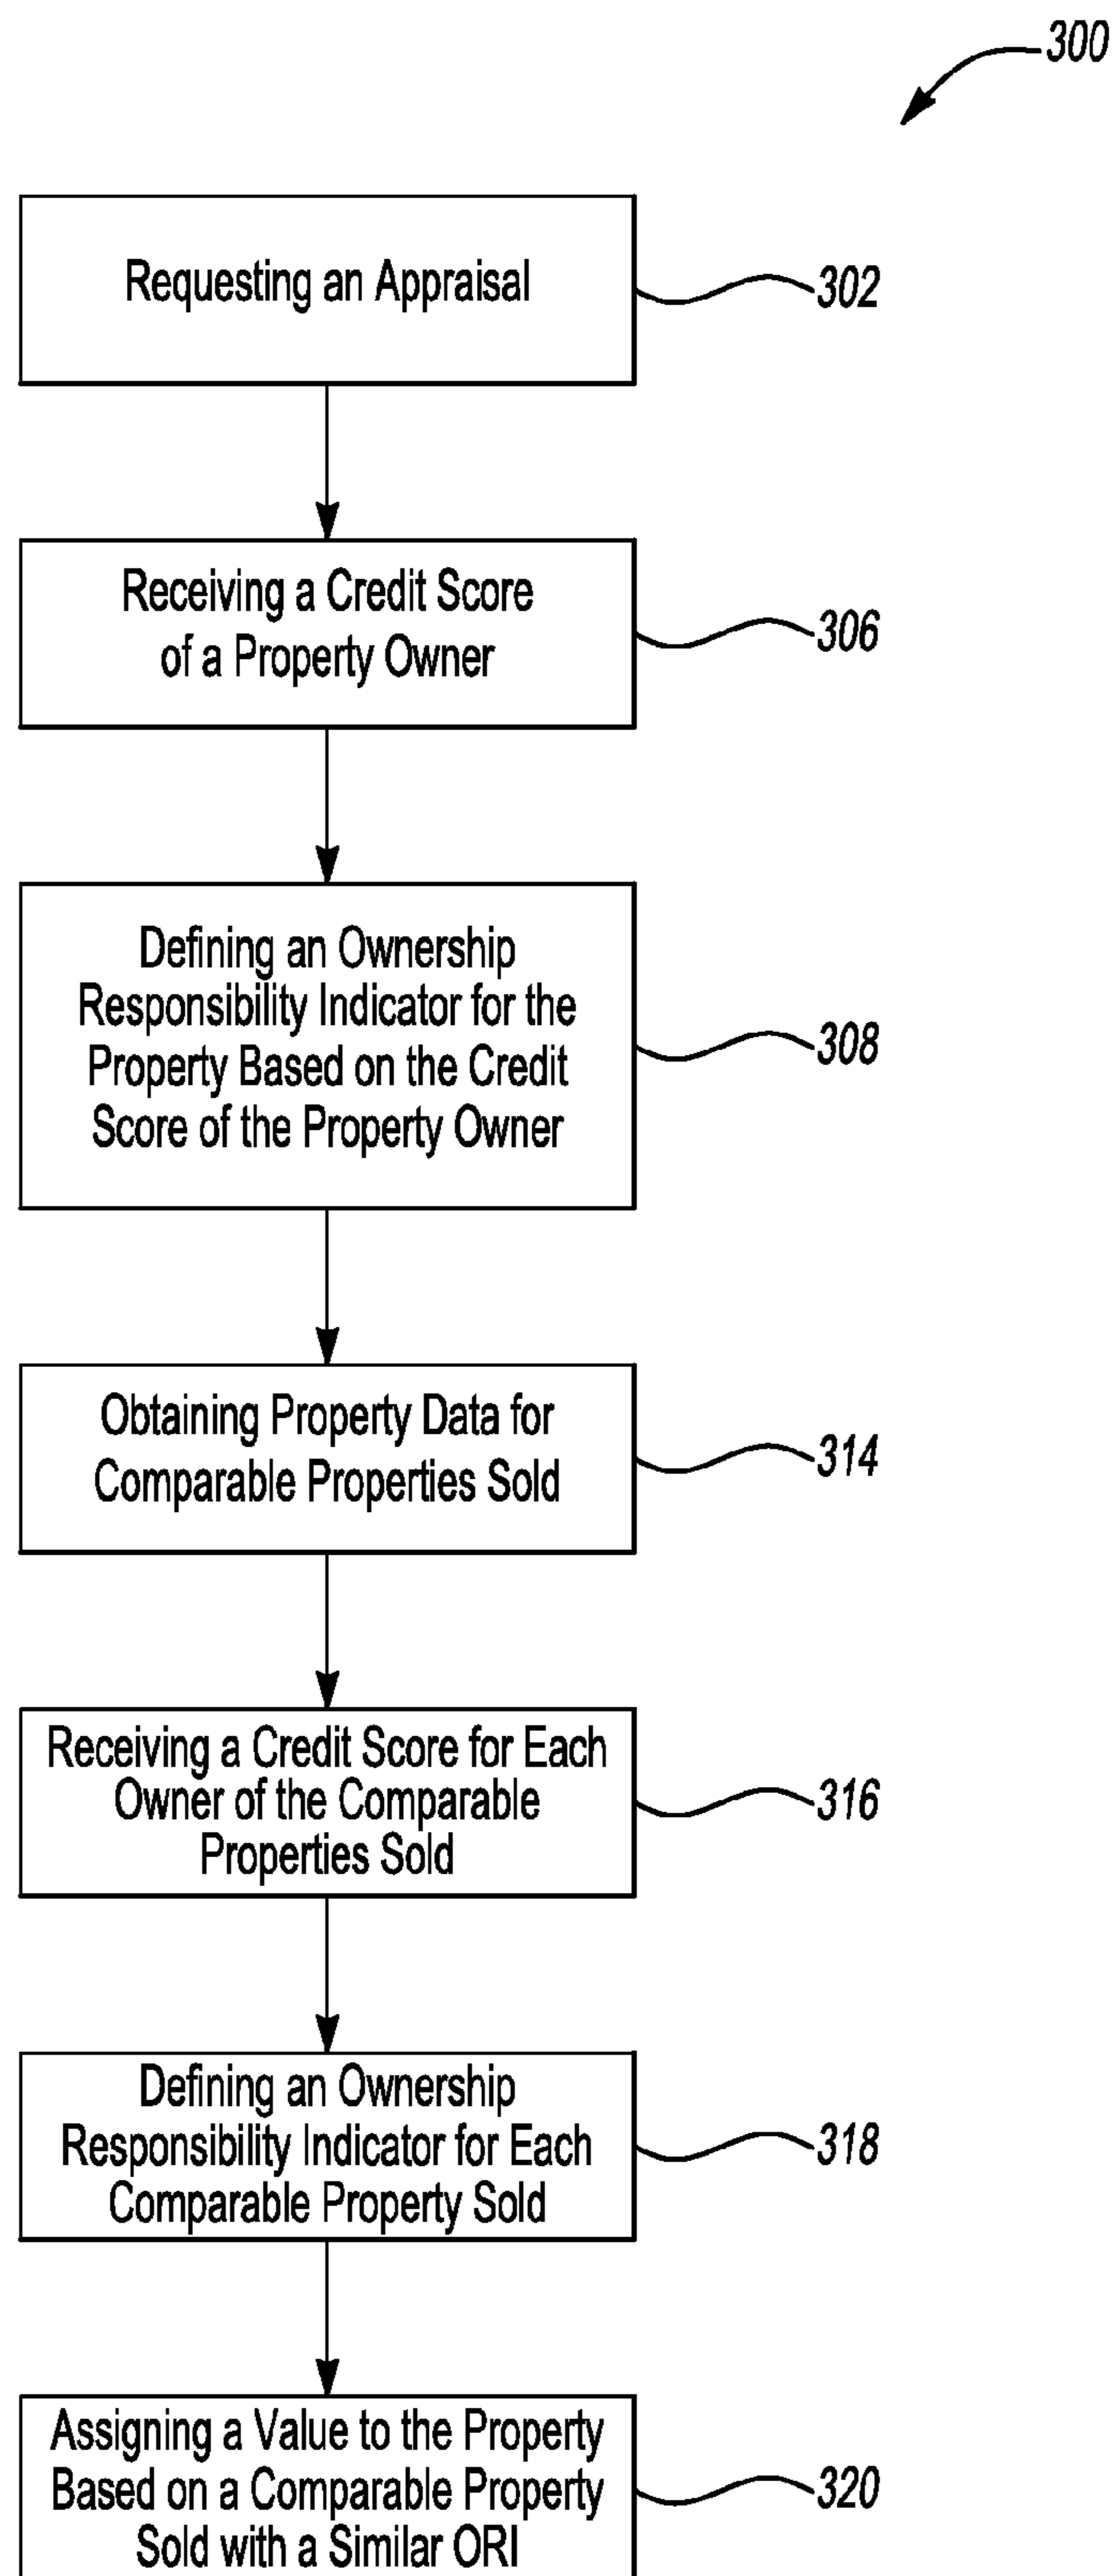 300
Requesting an Appraisal
302
Receiving a Credit Score
of a Property Owner
306
Defining an Ownership
Responsibility Indicator for the
Property Based on the Credit
Score of the Property Owner
308
Obtaining Property Data for
Comparable Properties Sold
314
Receiving a Credit Score for Each
Owner of the Comparable
Properties Sold
316
Defining an Ownership
Responsibility Indicator for Each
Comparable Property Sold
318
Assigning a Value to the Property
Based on a Comparable Property
Sold with a Similar ORI
320